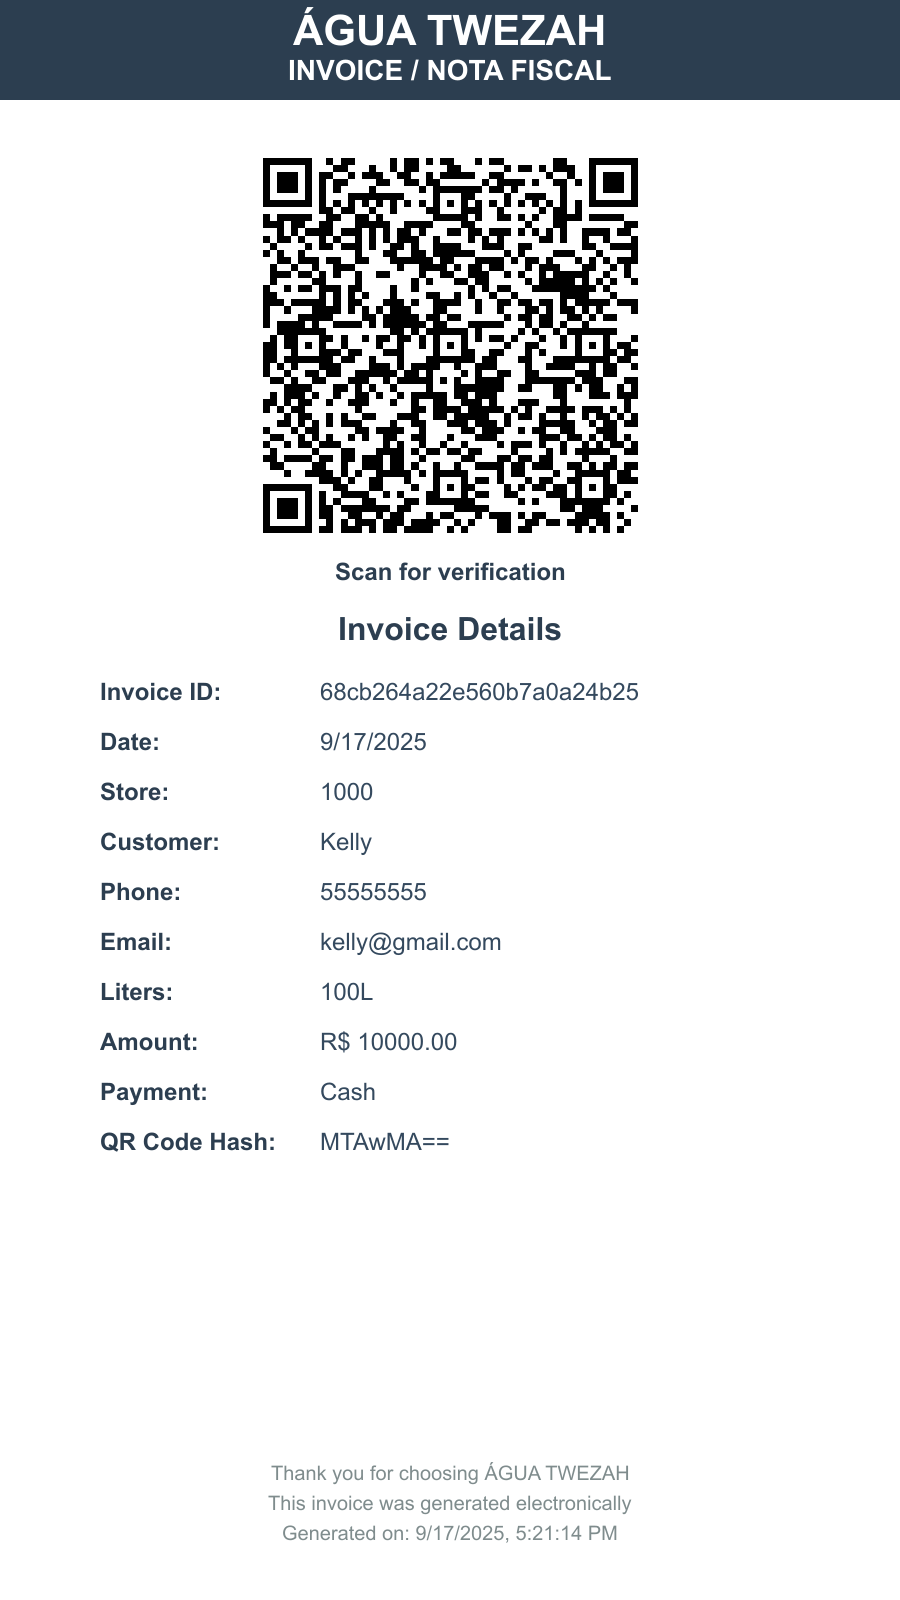 ÁGUA TWEZAH
INVOICE / NOTA FISCAL
Scan for verification
Invoice Details
Invoice ID: 68cb264a22e560b7a0a24b25
Date: 9/17/2025
Store: 1000
Customer: Kelly
Phone: 55555555
Email: kelly@gmail.com
Liters: 100L
Amount: R$ 10000.00
Payment: Cash
QR Code Hash: MTAwMA==
Thank you for choosing ÁGUA TWEZAH
This invoice was generated electronically
Generated on: 9/17/2025, 5:21:14 PM